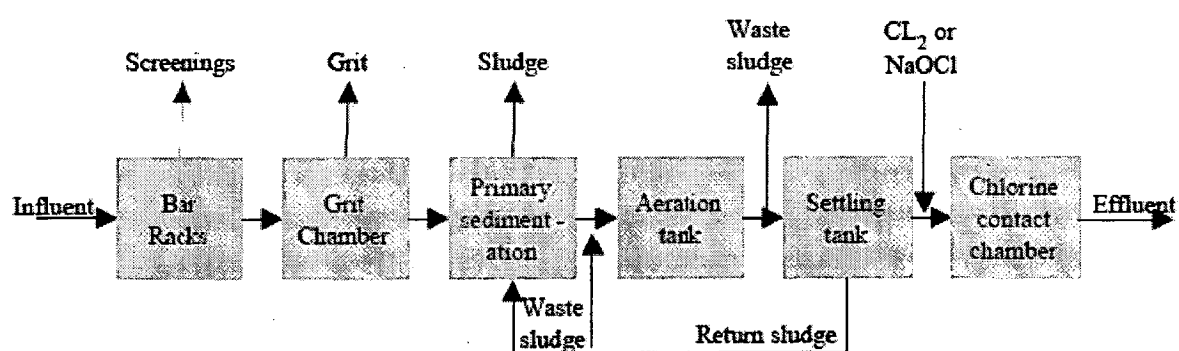 Waste
sludge
CL2 or
NaOCl
Screenings
Grit
Sludge
Influent
Bar
Racks
Grit
Chamber
Primary
sediment -
ation
Aeration
tank
Settling
tank
Chlorine
contact
chamber
Effluent
Waste
sludge
Return sludge